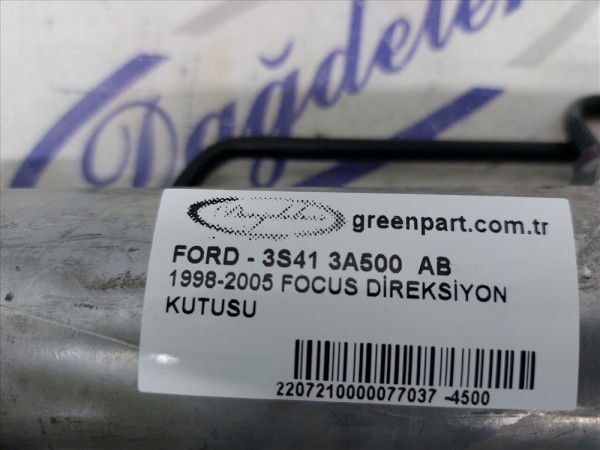 Dağdelen
greenpart.com.tr
FORD - 3S41 3A500 AB
1998-2005 FOCUS DİREKSİYON
KUTUSU
2207210000077037 -4500